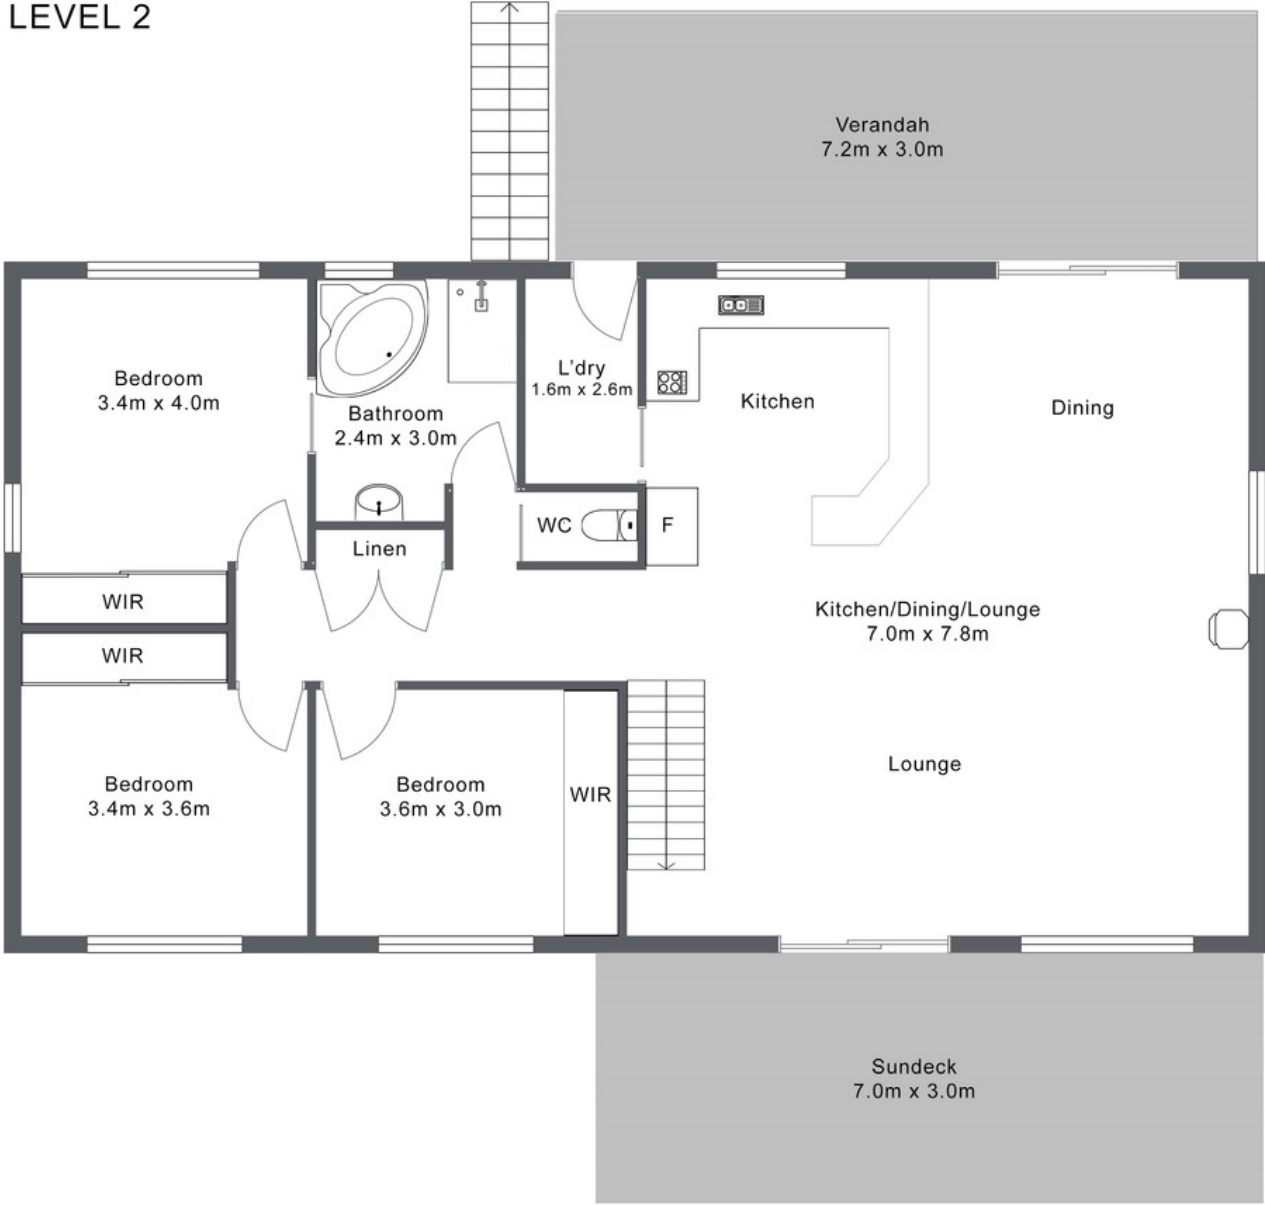 LEVEL 2
Verandah
7.2m x 3.0m
Bedroom
3.4m x 4.0m
Bathroom
2.4m x 3.0m
L'dry
1.6m x 2.6m
Kitchen
Dining
WC
F
Linen
WIR
WIR
Kitchen/Dining/Lounge
7.0m x 7.8m
Bedroom
3.4m x 3.6m
Bedroom
3.6m x 3.0m
WIR
Lounge
Sundeck
7.0m x 3.0m